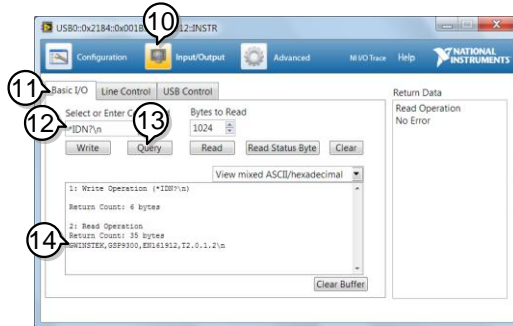 USB0::0x2184::0x001B 12::INSTR
10
Configuration Input/Output Advanced NI I/O Trace Help NATIONAL INSTRUMENTS
11
Basic I/O Line Control USB Control
Return Data
Select or Enter Bytes to Read
Read Operation
No Error
12
*IDN?\n 1024
13
Write Query Read Read Status Byte Clear
View mixed ASCII/hexadecimal
1: Write Operation (*IDN?\n)
Return Count: 6 bytes
2: Read Operation
Return Count: 35 bytes
14
GWINSTEK,GSP9300,EN161912,T2.0.1.2\n
Clear Buffer